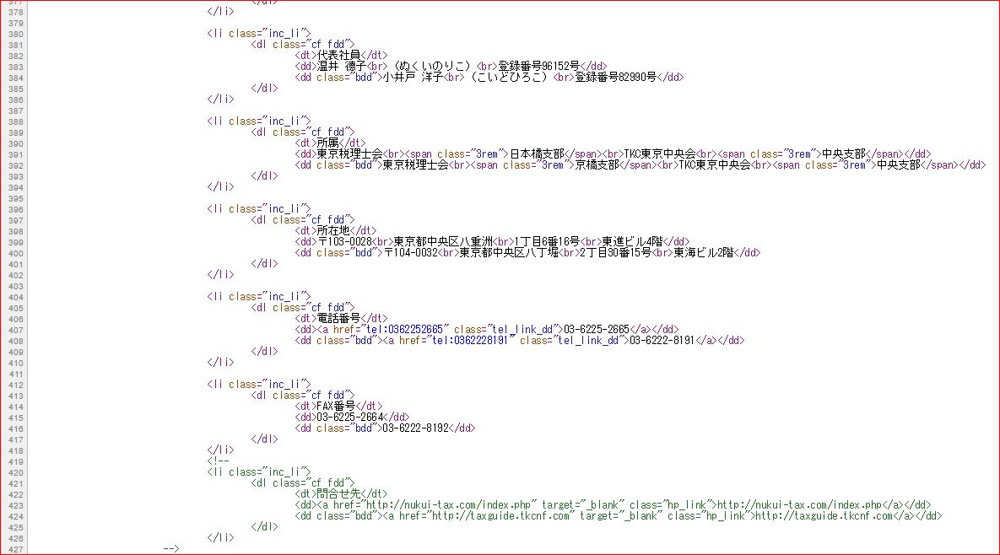 377 </dl>
378 </li>
379
380 <li class="inc_li">
381 <dl class="cf fdd">
382 <dt>代表社員</dt>
383 <dd>温井 德子<br>（ぬくいのりこ）<br>登録番号96152号</dd>
384 <dd class="bdd">小井戸 洋子<br>（こいどひろこ）<br>登録番号82990号</dd>
385 </dl>
386 </li>
387
388 <li class="inc_li">
389 <dl class="cf fdd">
390 <dt>所属</dt>
391 <dd>東京税理士会<br><span class="3rem">日本橋支部</span><br>TKC東京中央会<br><span class="3rem">中央支部</span></dd>
392 <dd class="bdd">東京税理士会<br><span class="3rem">京橋支部</span><br>TKC東京中央会<br><span class="3rem">中央支部</span></dd>
393 </dl>
394 </li>
395
396 <li class="inc_li">
397 <dl class="cf fdd">
398 <dt>所在地</dt>
399 <dd>〒103-0028<br>東京都中央区八重洲<br>1丁目6番16号<br>東進ビル4階</dd>
400 <dd class="bdd">〒104-0032<br>東京都中央区八丁堀<br>2丁目30番15号<br>東海ビル2階</dd>
401 </dl>
402 </li>
403
404 <li class="inc_li">
405 <dl class="cf fdd">
406 <dt>電話番号</dt>
407 <dd><a href="tel:0362252665" class="tel_link_dd">03-6225-2665</a></dd>
408 <dd class="bdd"><a href="tel:0362228191" class="tel_link_dd">03-6222-8191</a></dd>
409 </dl>
410 </li>
411
412 <li class="inc_li">
413 <dl class="cf fdd">
414 <dt>FAX番号</dt>
415 <dd>03-6225-2664</dd>
416 <dd class="bdd">03-6222-8192</dd>
417 </dl>
418 </li>
419 <!--
420 <li class="inc_li">
421 <dl class="cf fdd">
422 <dt>問合せ先</dt>
423 <dd><a href="http://nukui-tax.com/index.php" target="_blank" class="hp_link">http://nukui-tax.com/index.php</a></dd>
424 <dd class="bdd"><a href="http://taxguide.tkcnf.com" target="_blank" class="hp_link">http://taxguide.tkcnf.com</a></dd>
425 </dl>
426 </li>
427 -->